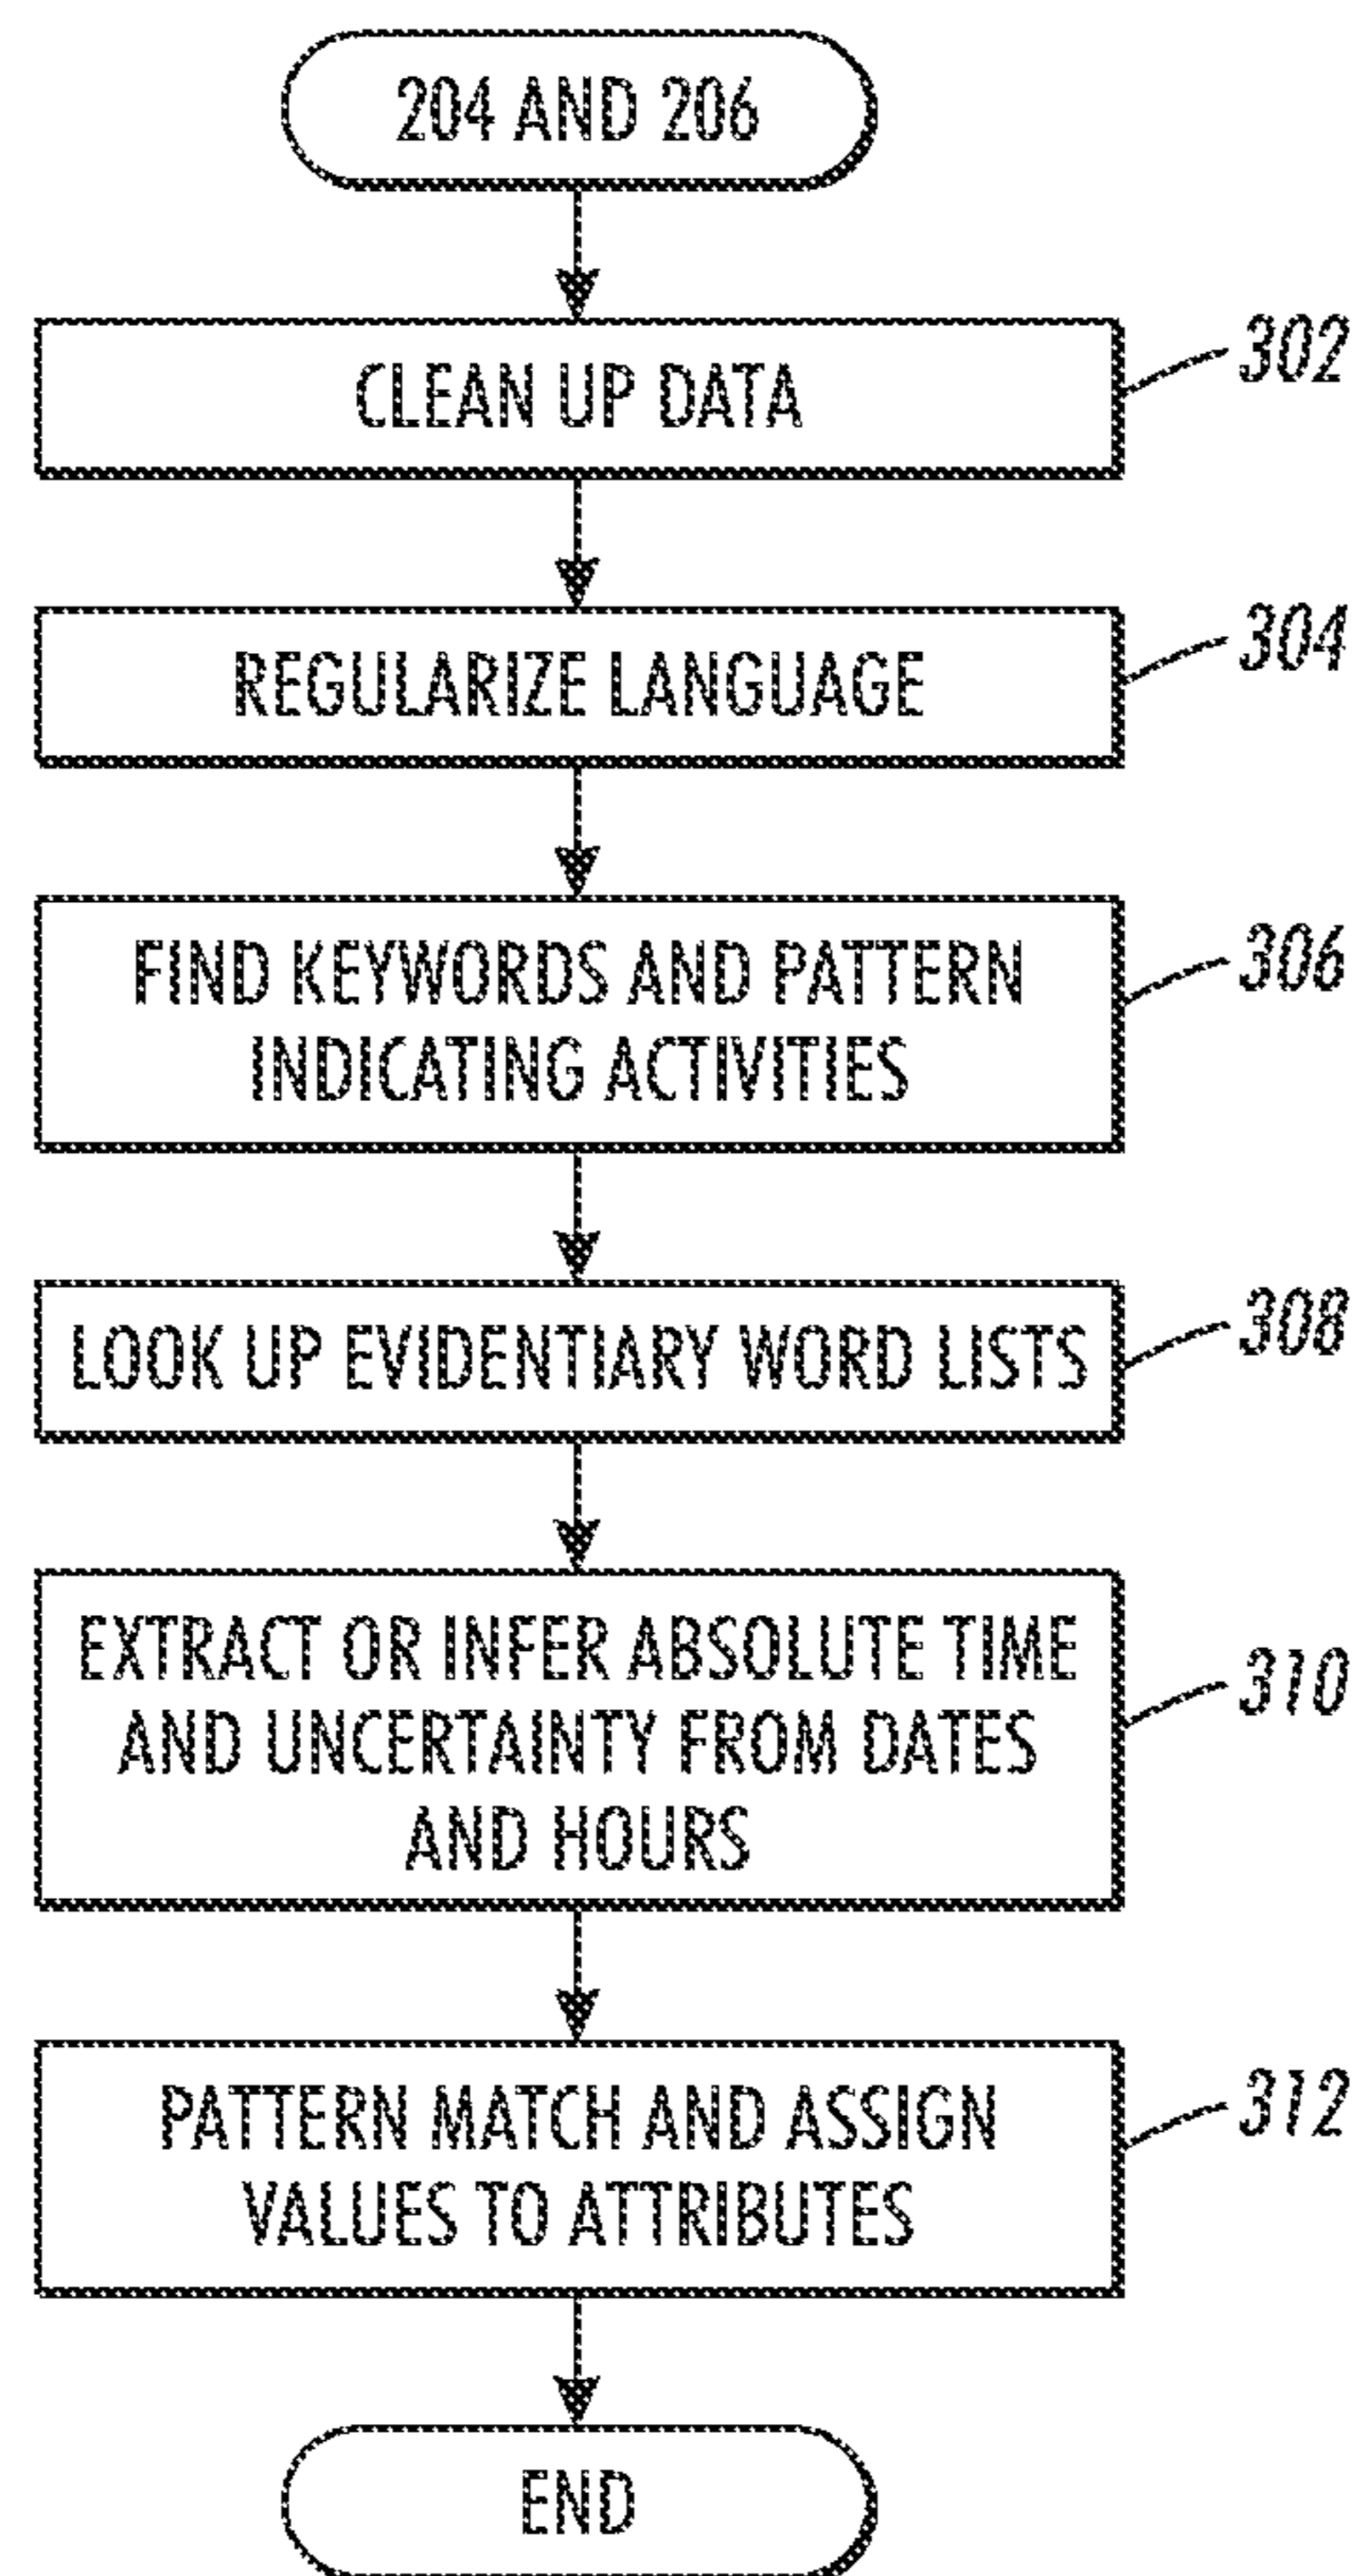 204 AND 206
CLEAN UP DATA
302
REGULARIZE LANGUAGE
304
FIND KEYWORDS AND PATTERN
INDICATING ACTIVITIES
306
LOOK UP EVIDENTIARY WORD LISTS
308
EXTRACT OR INFER ABSOLUTE TIME
AND UNCERTAINTY FROM DATES
AND HOURS
310
PATTERN MATCH AND ASSIGN
VALUES TO ATTRIBUTES
312
END